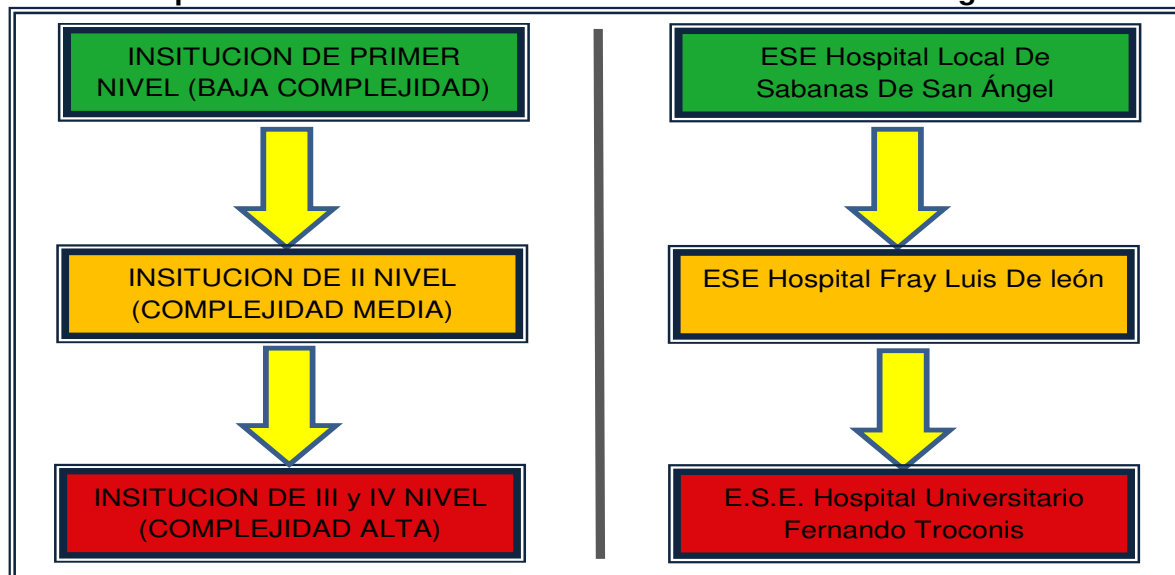 INSITUCION DE PRIMER
NIVEL (BAJA COMPLEJIDAD)
ESE Hospital Local De
Sabanas De San Ángel
INSITUCION DE II NIVEL
(COMPLEJIDAD MEDIA)
ESE Hospital Fray Luis De león
INSITUCION DE III y IV NIVEL
(COMPLEJIDAD ALTA)
E.S.E. Hospital Universitario
Fernando Troconis